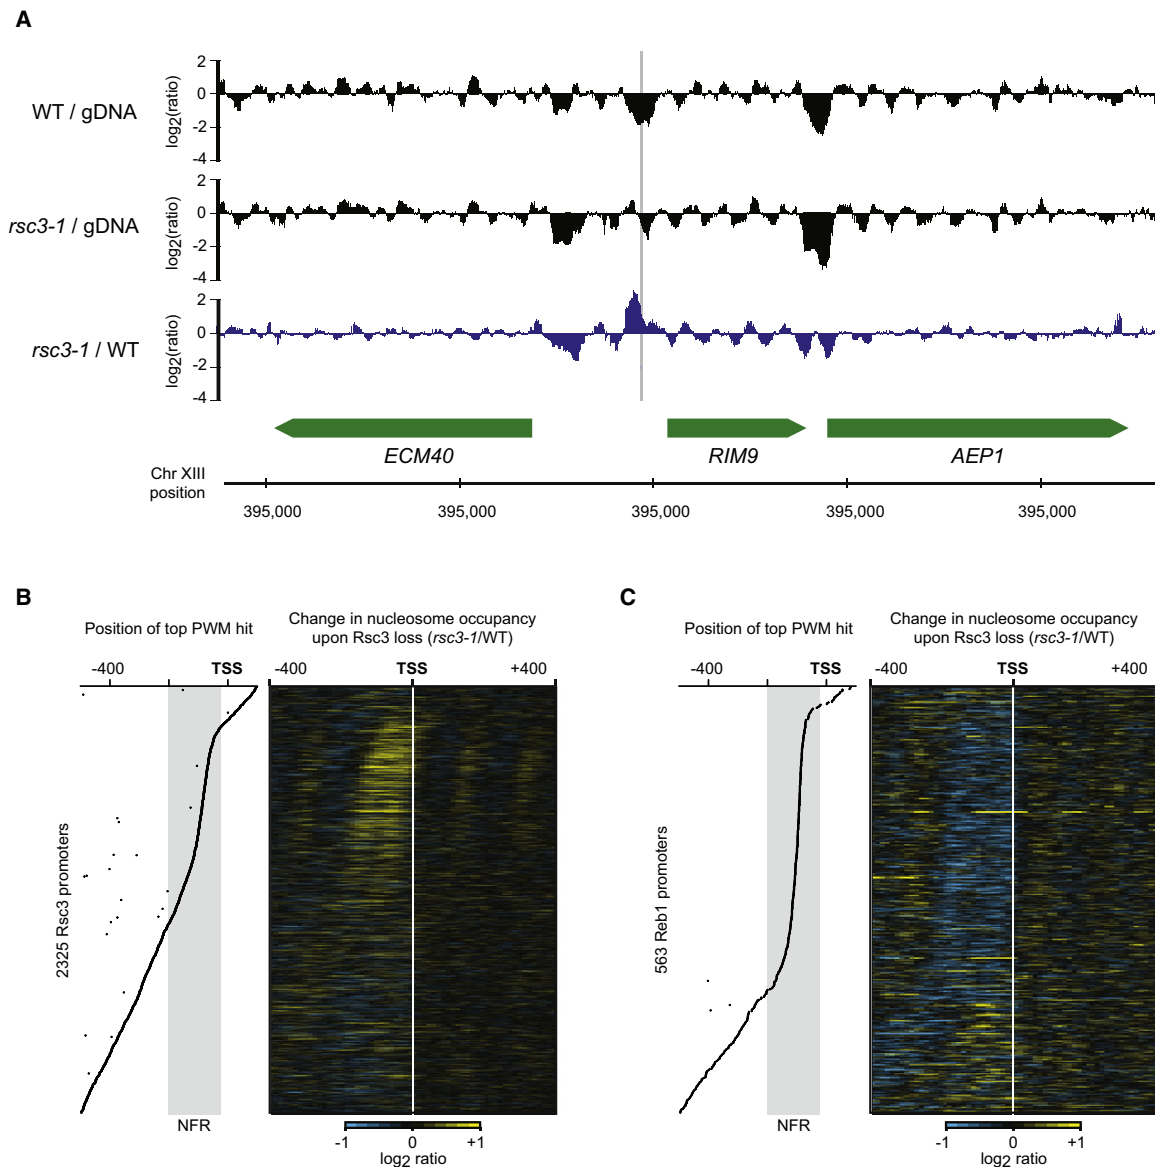 A
WT / gDNA
log2(ratio)
2
0
-2
-4
rsc3-1 / gDNA
log2(ratio)
2
0
-2
-4
rsc3-1 / WT
log2(ratio)
2
0
-2
-4
ECM40
RIM9
AEP1
Chr XIII
position
395,000
395,000
395,000
395,000
395,000
B
Position of top PWM hit
-400
TSS
2325 Rsc3 promoters
NFR
Change in nucleosome occupancy
upon Rsc3 loss (rsc3-1/WT)
-400
TSS
+400
-1
0
+1
log2 ratio
C
Position of top PWM hit
-400
TSS
563 Reb1 promoters
NFR
Change in nucleosome occupancy
upon Rsc3 loss (rsc3-1/WT)
-400
TSS
+400
-1
0
+1
log2 ratio